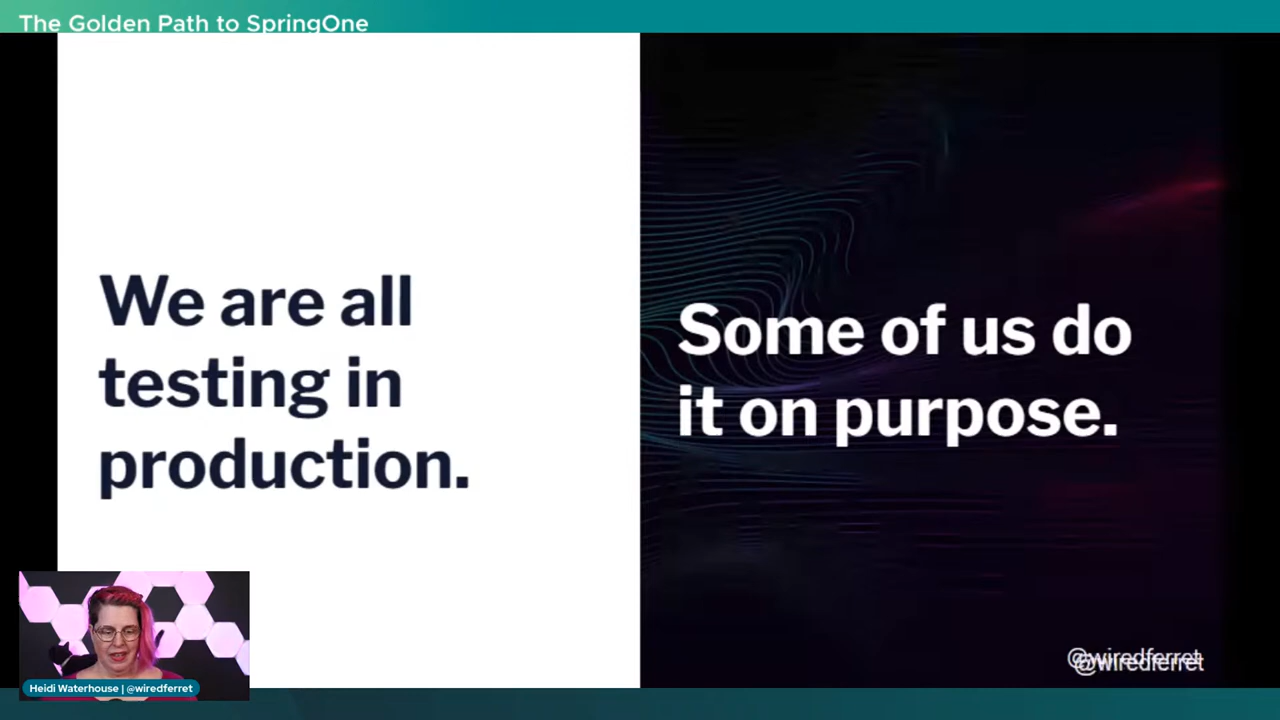 The Golden Path to SpringOne
We are all
testing in
production.
Some of us do
it on purpose.
@wiredferret
@wiredferret
Heidi Waterhouse | @wiredferret